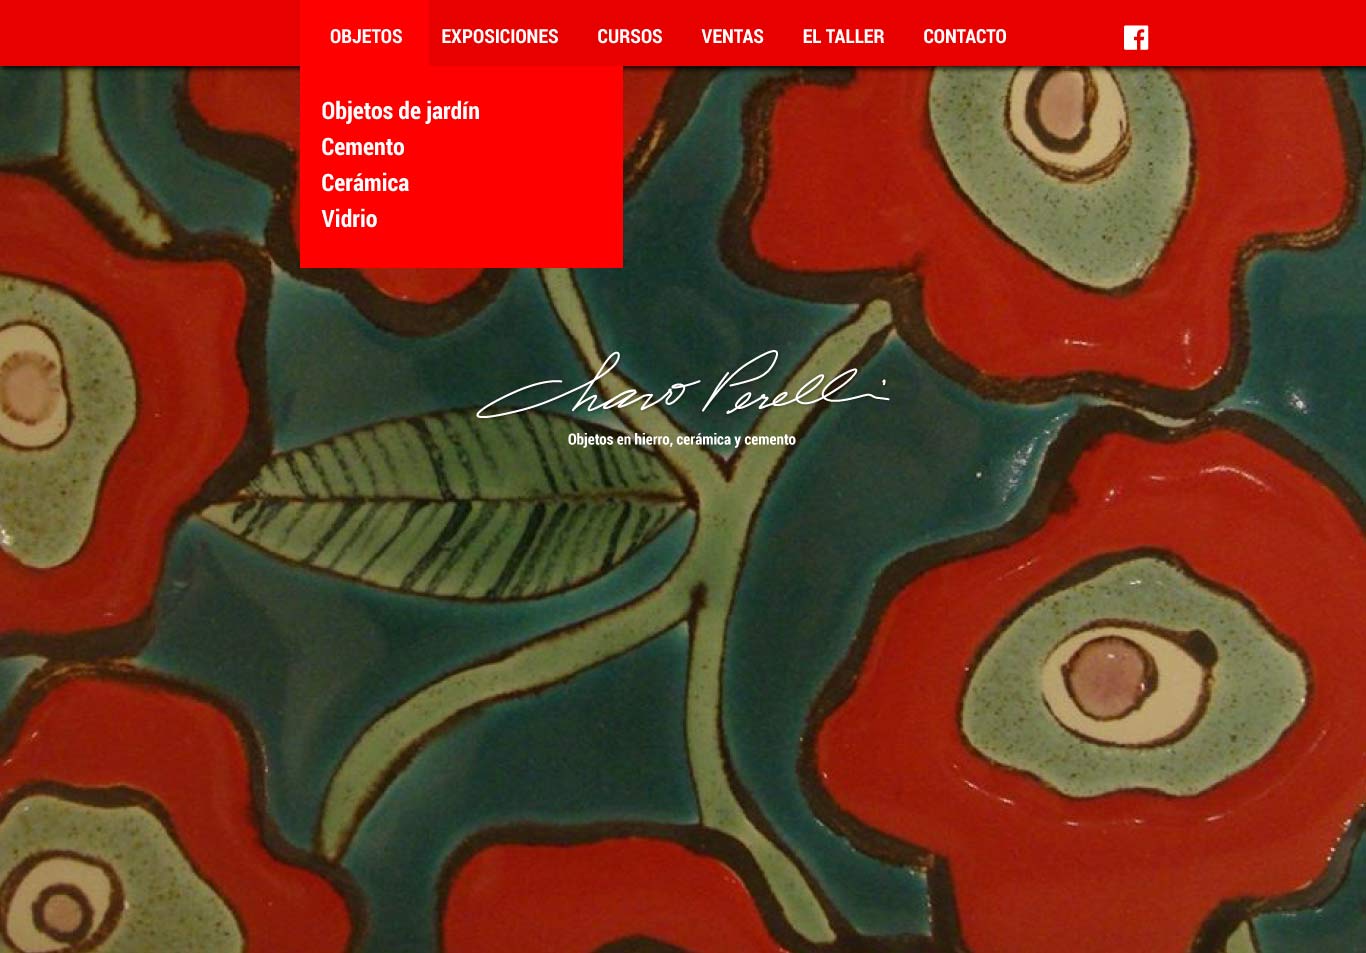 OBJETOS EXPOSICIONES CURSOS VENTAS EL TALLER CONTACTO
Objetos de jardín
Cemento
Cerámica
Vidrio
Charo Perelli
Objetos en hierro, cerámica y cemento